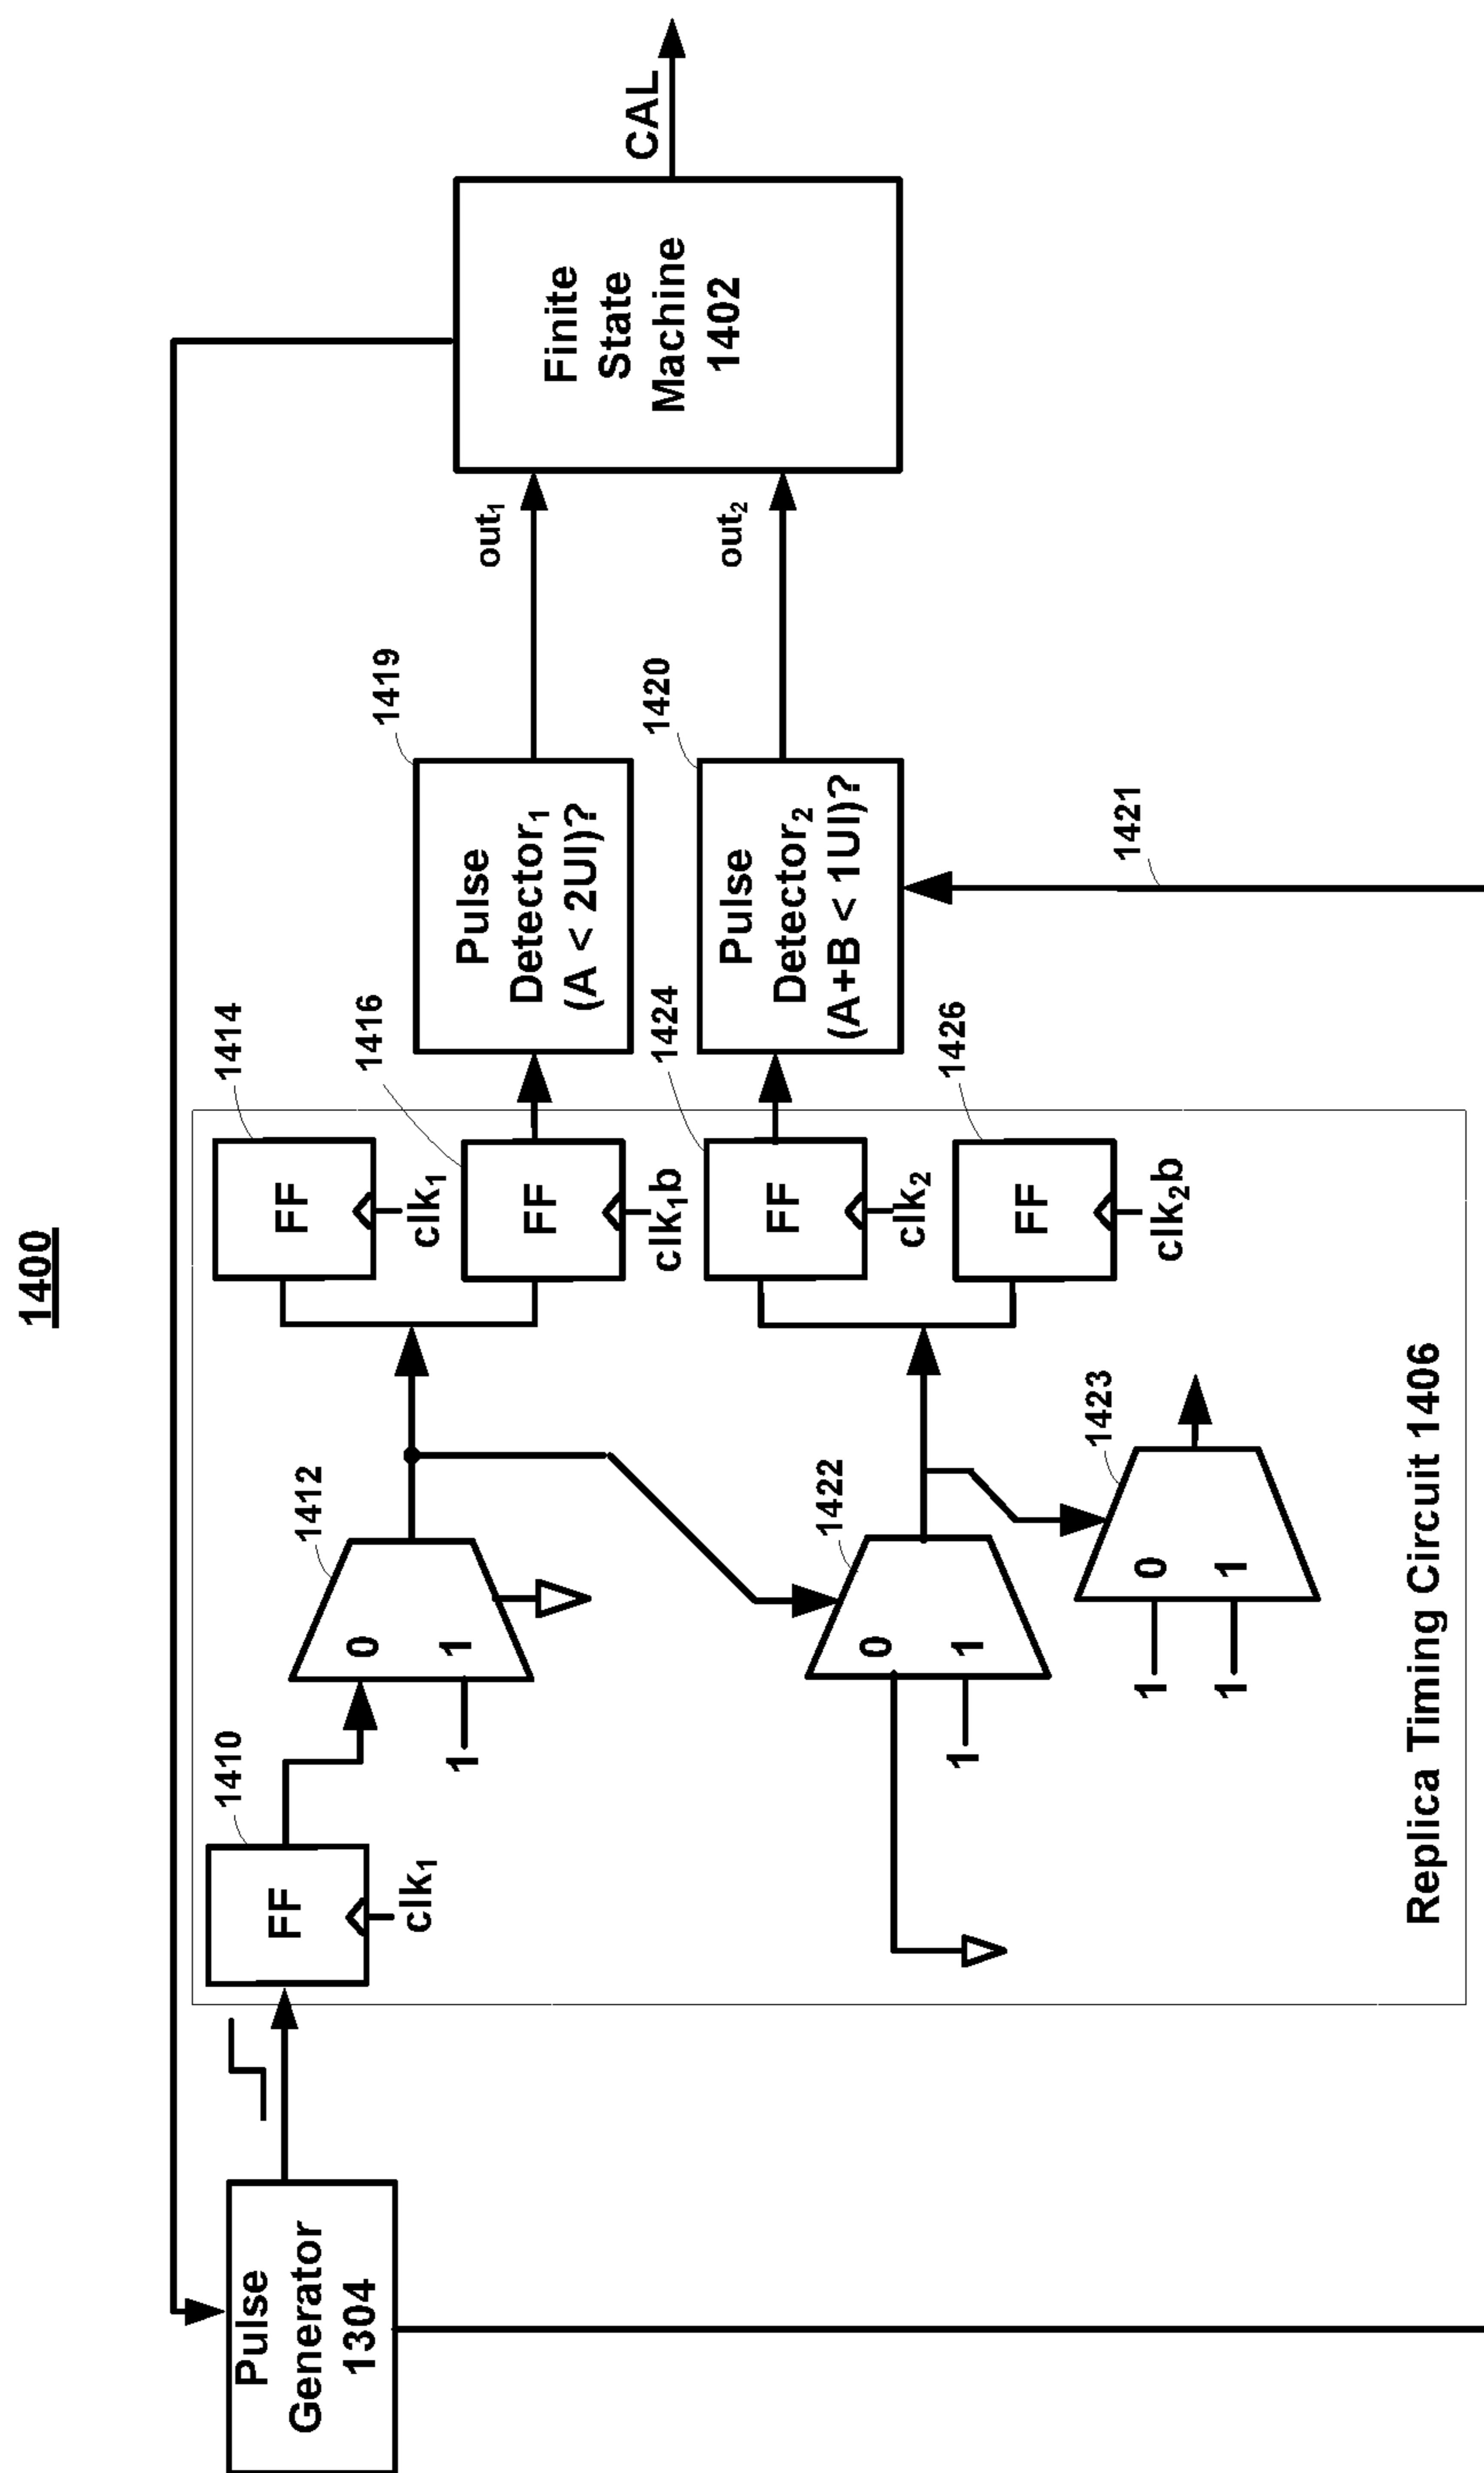 1400
Pulse
Generator
1304
1410
FF
clk₁
1412
0
1
1
1414
FF
clk₁
1416
FF
clk₁b
1419
Pulse
Detector₁
(A < 2UI)?
out₁
1422
0
1
1
1424
FF
clk₂
1426
FF
clk₂b
1420
Pulse
Detector₂
(A+B < 1UI)?
out₂
1421
1423
0
1
1
1
Replica Timing Circuit 1406
Finite
State
Machine
1402
CAL